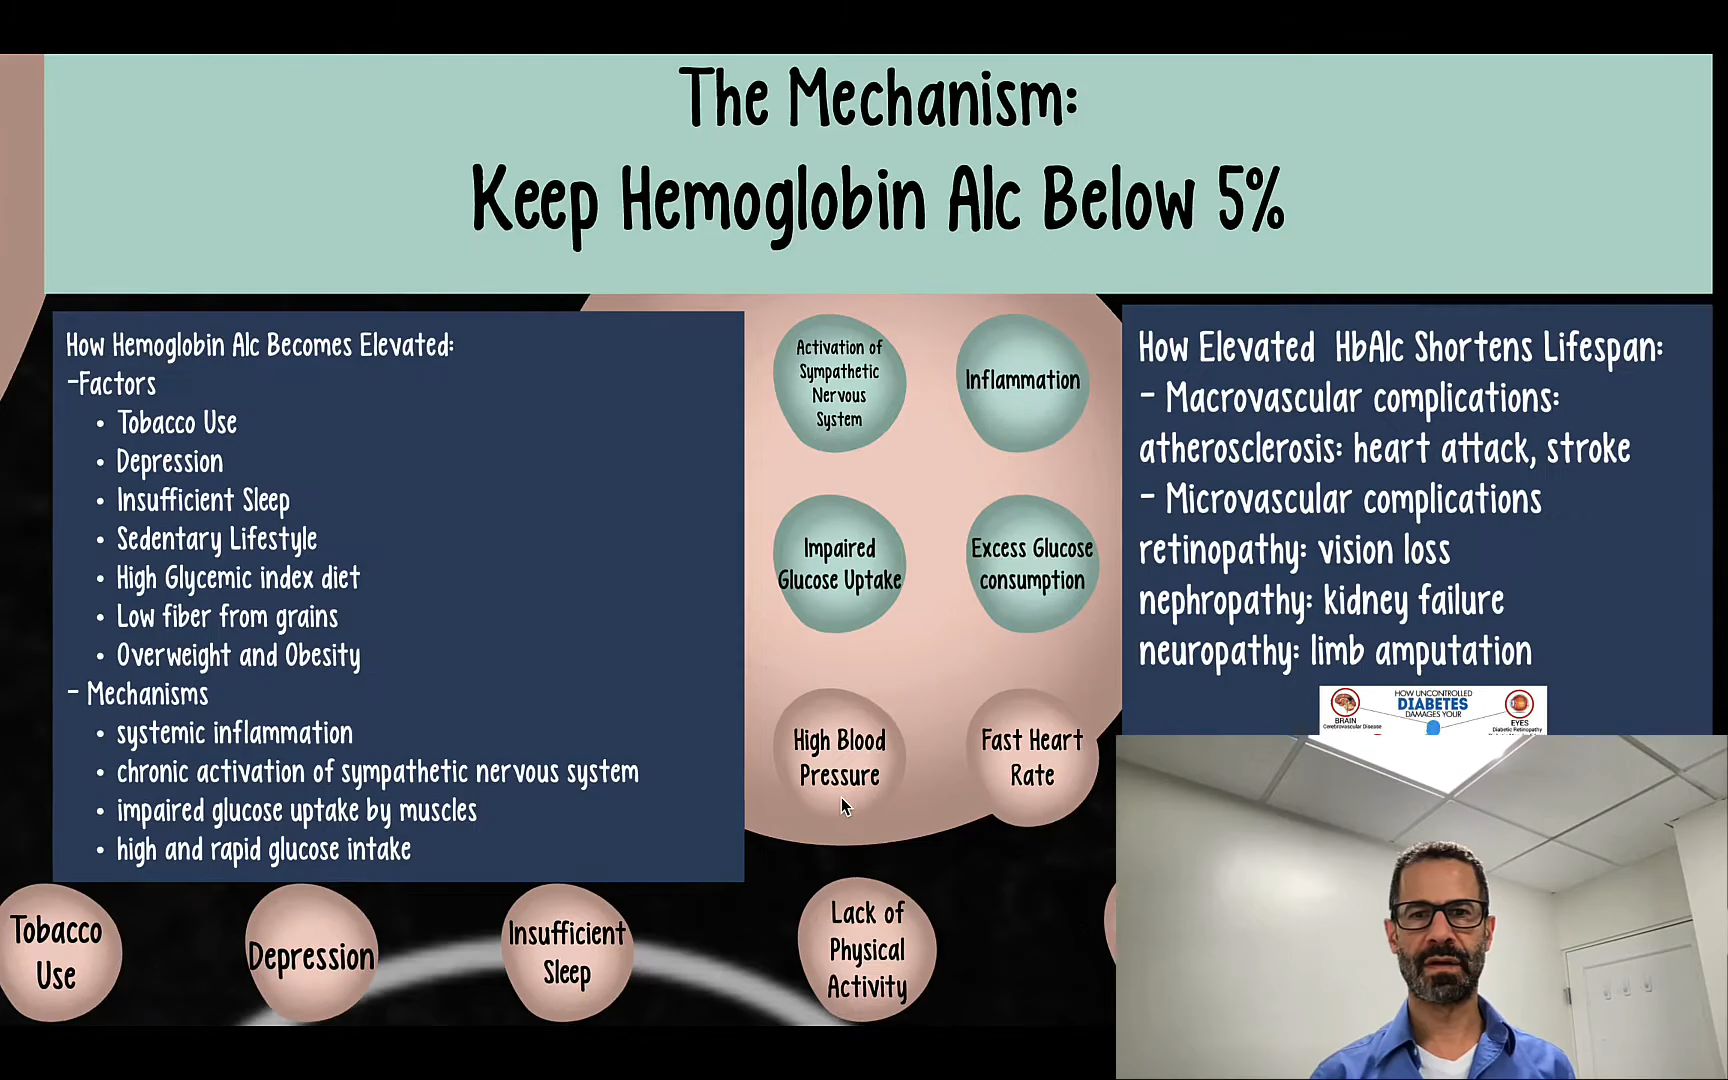 The Mechanism:
Keep Hemoglobin A1c Below 5%
How Hemoglobin A1c Becomes Elevated:
-Factors
• Tobacco Use
• Depression
• Insufficient Sleep
• Sedentary Lifestyle
• High Glycemic index diet
• Low fiber from grains
• Overweight and Obesity
- Mechanisms
• systemic inflammation
• chronic activation of sympathetic nervous system
• impaired glucose uptake by muscles
• high and rapid glucose intake
Activation of
Sympathetic
Nervous
System
Inflammation
Impaired
Glucose Uptake
Excess Glucose
consumption
High Blood
Pressure
Fast Heart
Rate
How Elevated HbA1c Shortens Lifespan:
- Macrovascular complications:
atherosclerosis: heart attack, stroke
- Microvascular complications
retinopathy: vision loss
nephropathy: kidney failure
neuropathy: limb amputation
HOW UNCONTROLLED
DIABETES
DAMAGES YOUR
BRAIN
Cerebrovascular Disease
EYES
Diabetic Retinopathy
Tobacco
Use
Depression
Insufficient
Sleep
Lack of
Physical
Activity